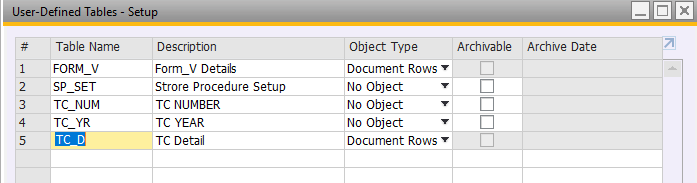 User-Defined Tables - Setup
# Table Name Description Object Type Archivable Archive Date
1 FORM_V Form_V Details Document Rows
2 SP_SET Strore Procedure Setup No Object
3 TC_NUM TC NUMBER No Object
4 TC_YR TC YEAR No Object
5 TC_D TC Detail Document Rows